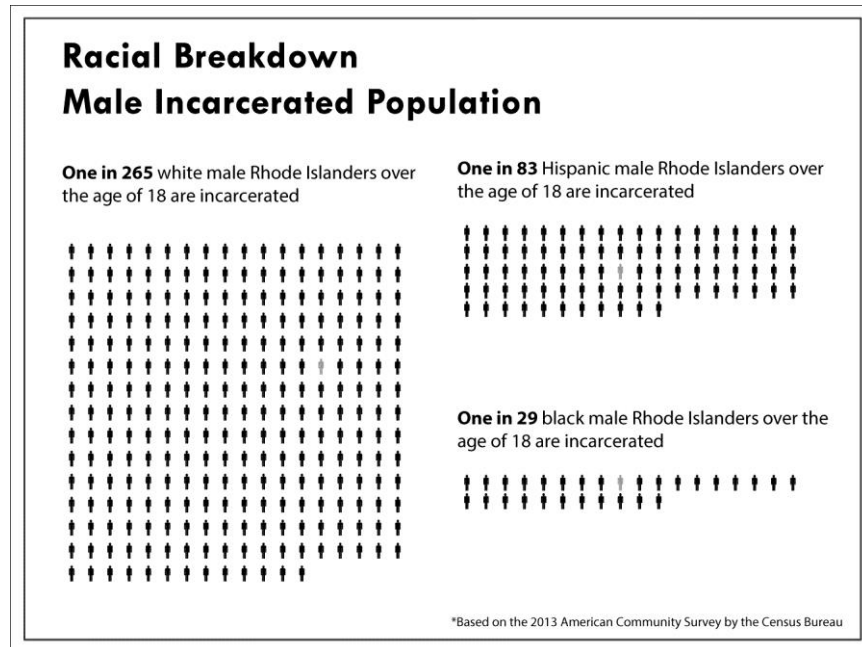 Racial Breakdown
Male Incarcerated Population
One in 265 white male Rhode Islanders over
the age of 18 are incarcerated
One in 83 Hispanic male Rhode Islanders over
the age of 18 are incarcerated
One in 29 black male Rhode Islanders over the
age of 18 are incarcerated
*Based on the 2013 American Community Survey by the Census Bureau